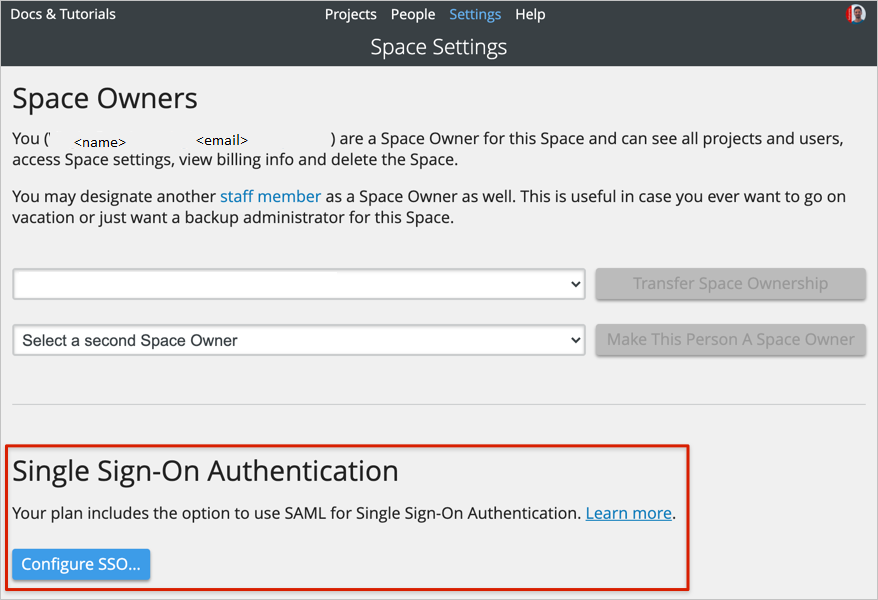 Docs & Tutorials Projects People Settings Help
Space Settings
Space Owners
You (' <name> <email> ) are a Space Owner for this Space and can see all projects and users,
access Space settings, view billing info and delete the Space.
You may designate another staff member as a Space Owner as well. This is useful in case you ever want to go on
vacation or just want a backup administrator for this Space.
Transfer Space Ownership
Select a second Space Owner Make This Person A Space Owner
Single Sign-On Authentication
Your plan includes the option to use SAML for Single Sign-On Authentication. Learn more.
Configure SSO...